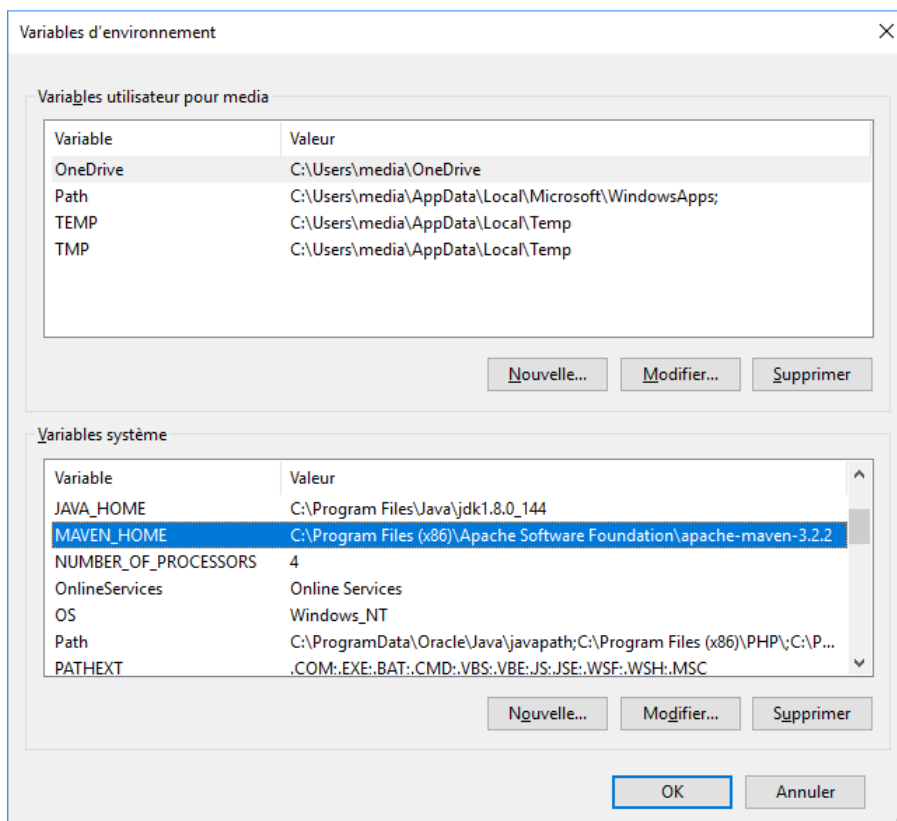 Variables d'environnement
Variables utilisateur pour media
Variable Valeur
OneDrive C:\Users\media\OneDrive
Path C:\Users\media\AppData\Local\Microsoft\WindowsApps;
TEMP C:\Users\media\AppData\Local\Temp
TMP C:\Users\media\AppData\Local\Temp
Nouvelle... Modifier... Supprimer
Variables système
Variable Valeur
JAVA_HOME C:\Program Files\Java\jdk1.8.0_144
MAVEN_HOME C:\Program Files (x86)\Apache Software Foundation\apache-maven-3.2.2
NUMBER_OF_PROCESSORS 4
OnlineServices Online Services
OS Windows_NT
Path C:\ProgramData\Oracle\Java\javapath;C:\Program Files (x86)\PHP\;C:\P...
PATHEXT .COM;.EXE;.BAT;.CMD;.VBS;.VBE;.JS;.JSE;.WSF;.WSH;.MSC
Nouvelle... Modifier... Supprimer
OK Annuler